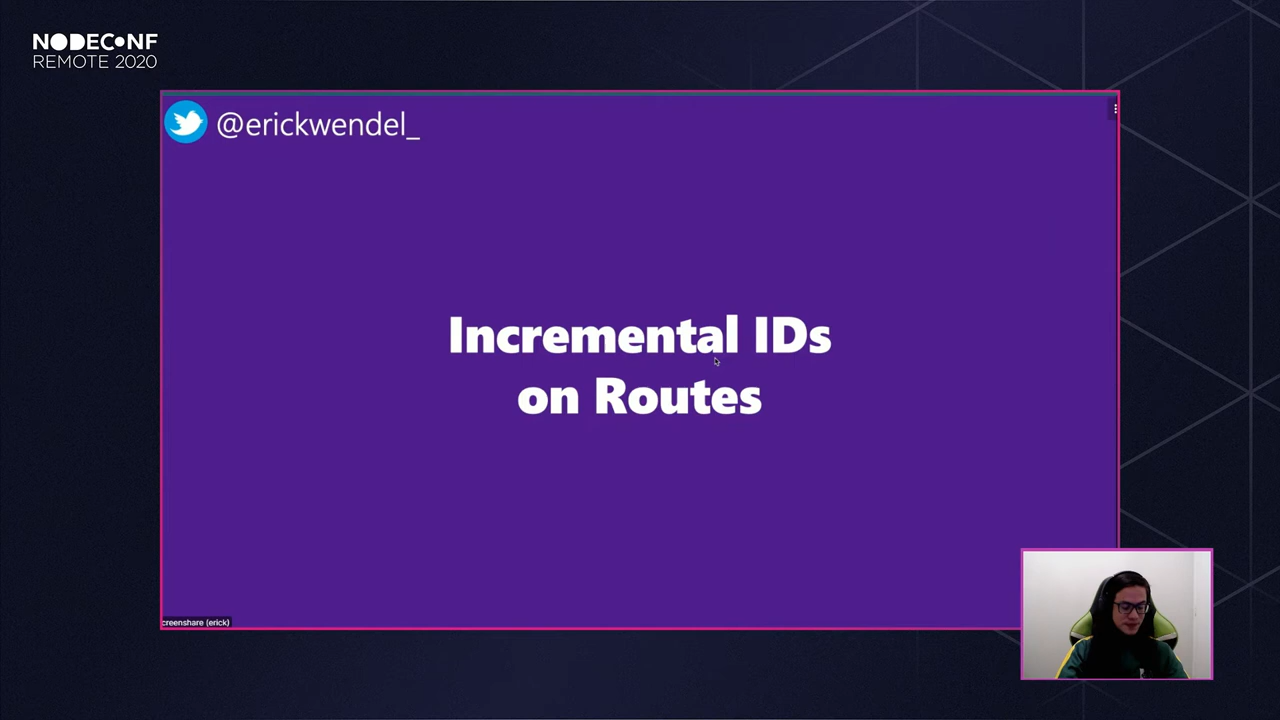 NODECONF
REMOTE 2020
@erickwendel_
Incremental IDs
on Routes
creenshare (erick)